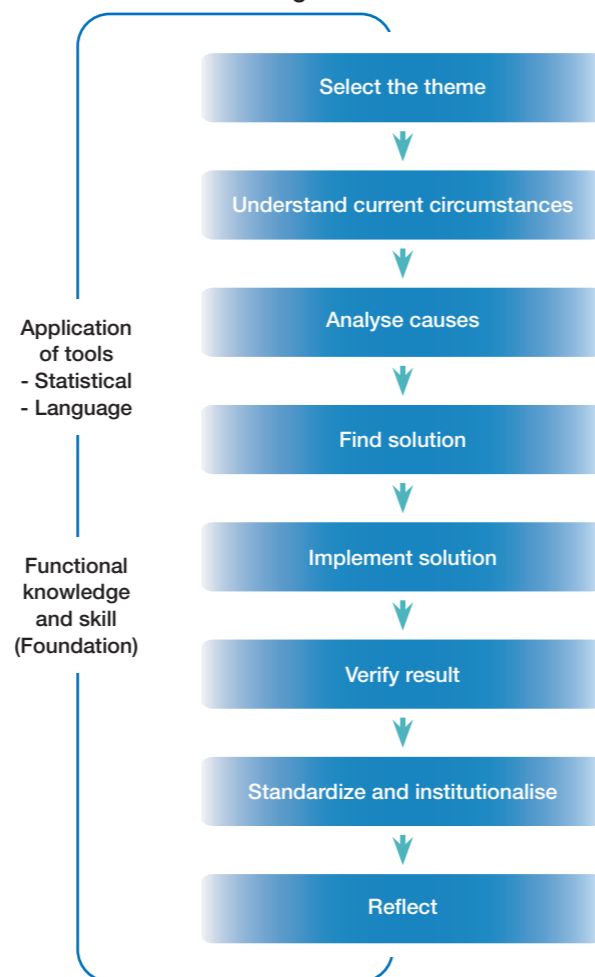 Select the theme
Understand current circumstances
Analyse causes
Application
of tools
- Statistical
- Language
Find solution
Implement solution
Functional
knowledge
and skill
(Foundation)
Verify result
Standardize and institutionalise
Reflect